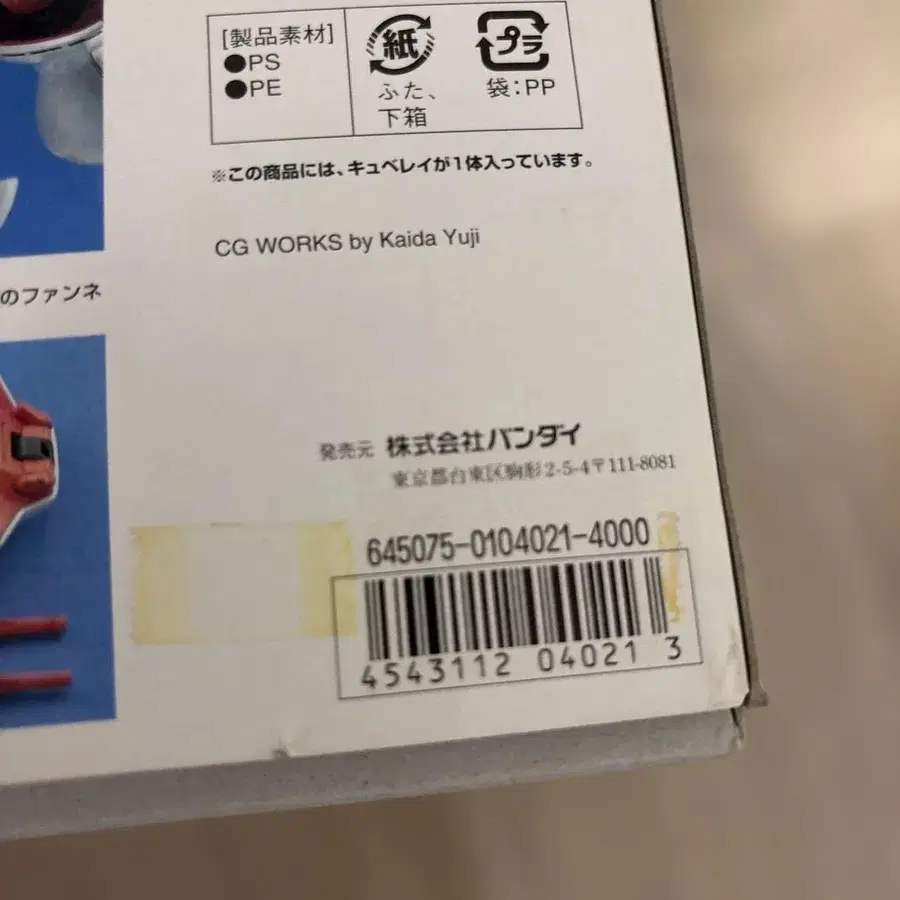 [製品素材]
●PS
●PE
紙
ふた、
下箱
プラ
袋:PP
※この商品には、キュベレイが1体入っています。
CG WORKS by Kaida Yuji
のファンネ
発売元 株式会社バンダイ
東京都台東区駒形2-5-4〒111-8081
645075-0104021-4000
4543112 04021 3